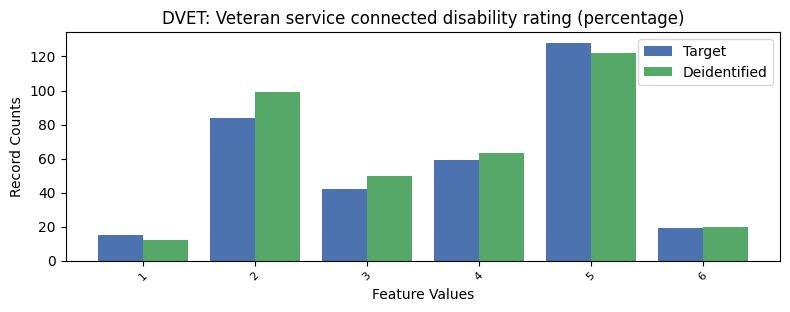 DVET: Veteran service connected disability rating (percentage)
Target
Deidentified
Record Counts
120
100
80
60
40
20
0
1 2 3 4 5 6
Feature Values